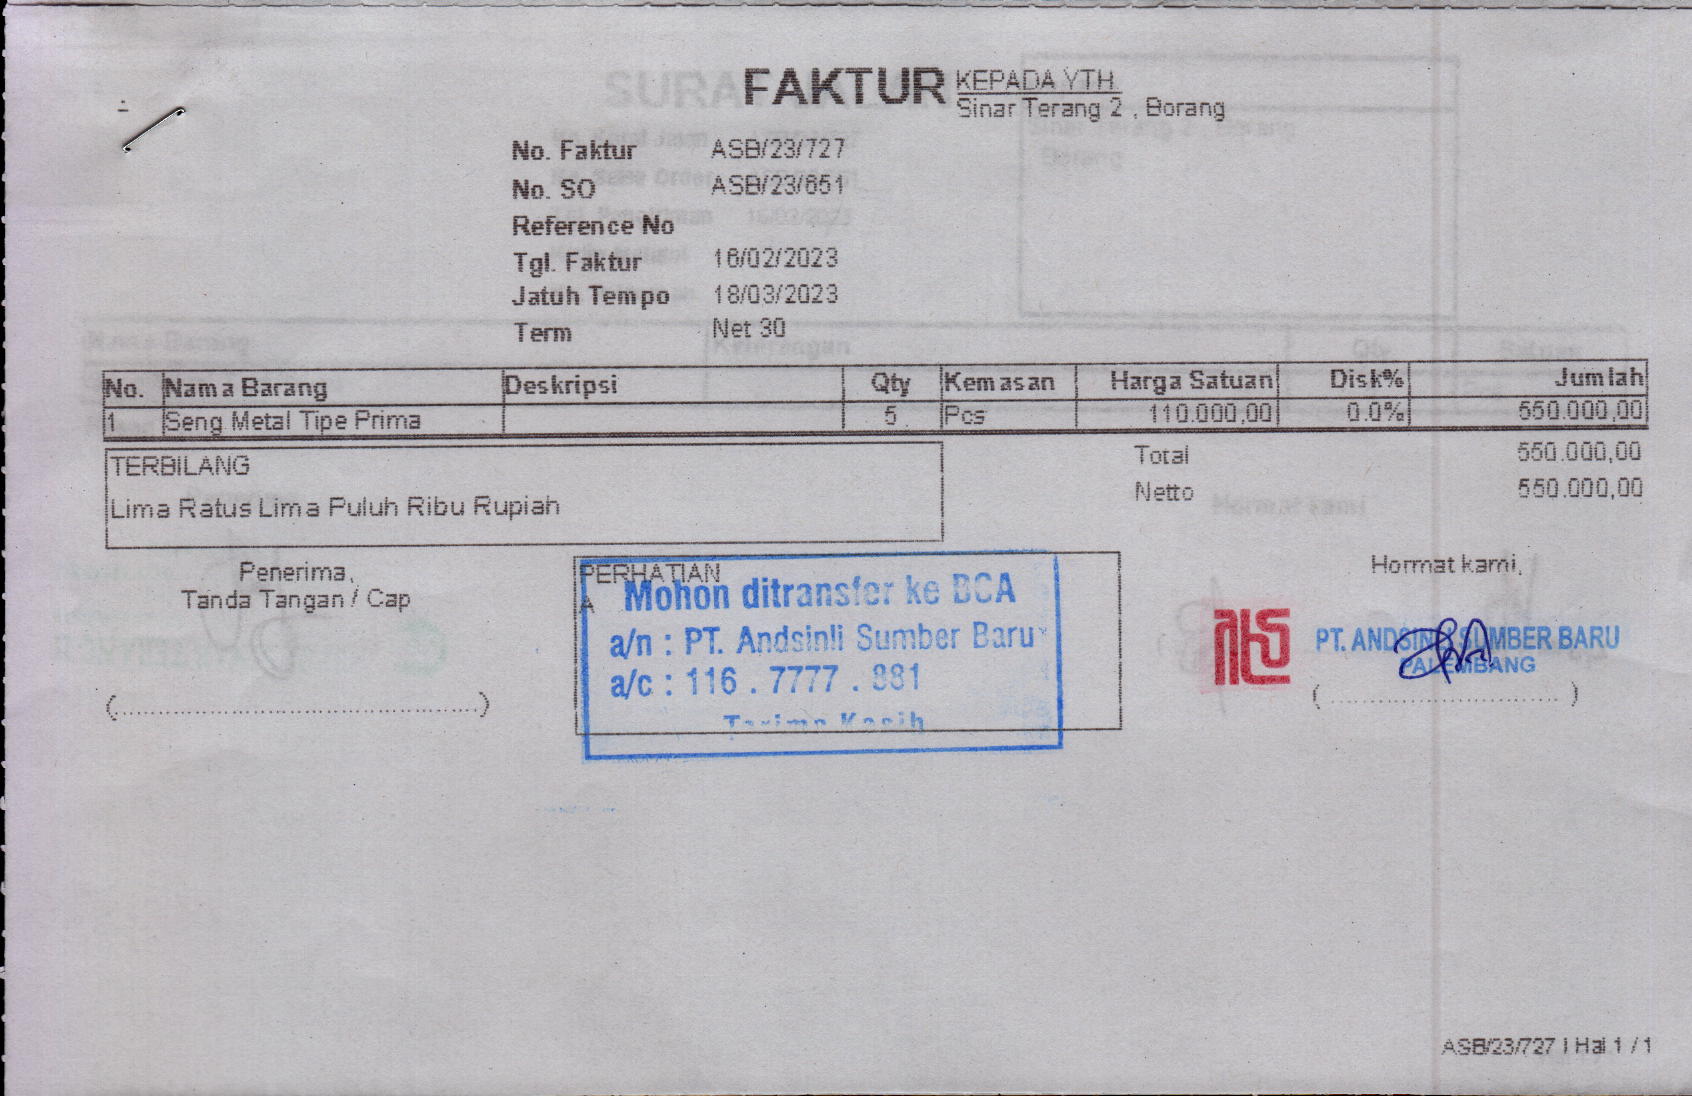 FAKTUR
KEPADA YTH.
Sinar Terang 2 , Borang
No. Faktur ASB/23/727
No. SO ASB/23/651
Reference No
Tgl. Faktur 16/02/2023
Jatuh Tempo 18/03/2023
Term Net 30
No. Nama Barang Deskripsi Qty Kemasan Harga Satuan Disk% Jumlah
1 Seng Metal Tipe Prima 5 Pcs 110.000,00 0.0% 550.000,00
TERBILANG
Lima Ratus Lima Puluh Ribu Rupiah
Total 550.000,00
Netto 550.000,00
Penerima,
Tanda Tangan / Cap
(..................................................)
PERHATIAN
A
Mohon ditransfer ke BCA
a/n : PT. Andsinli Sumber Baru
a/c : 116 . 7777 . 881
Terima Kasih
Hormat kami,
PT. ANDSINLI SUMBER BARU
PALEMBANG
(..............................)
ASB/23/727 | Hal 1 / 1